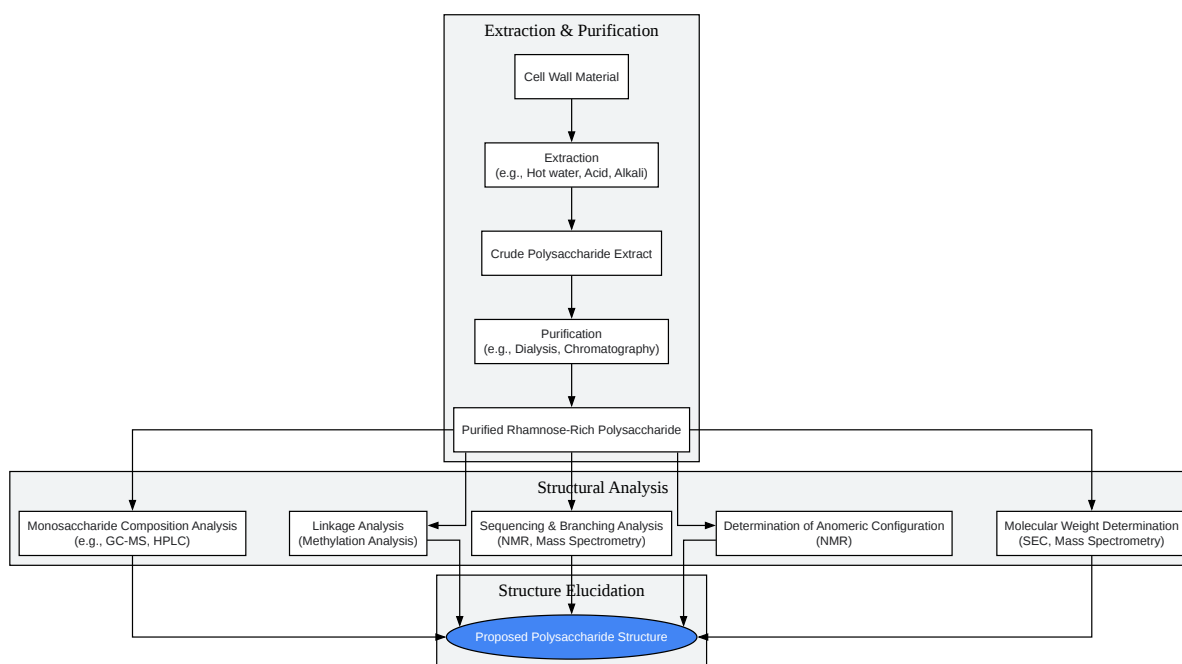 Extraction & Purification
Cell Wall Material
Extraction
(e.g., Hot water, Acid, Alkali)
Crude Polysaccharide Extract
Purification
(e.g., Dialysis, Chromatography)
Purified Rhamnose-Rich Polysaccharide
Structural Analysis
Monosaccharide Composition Analysis
(e.g., GC-MS, HPLC)
Linkage Analysis
(Methylation Analysis)
Sequencing & Branching Analysis
(NMR, Mass Spectrometry)
Determination of Anomeric Configuration
(NMR)
Molecular Weight Determination
(SEC, Mass Spectrometry)
Structure Elucidation
Proposed Polysaccharide Structure